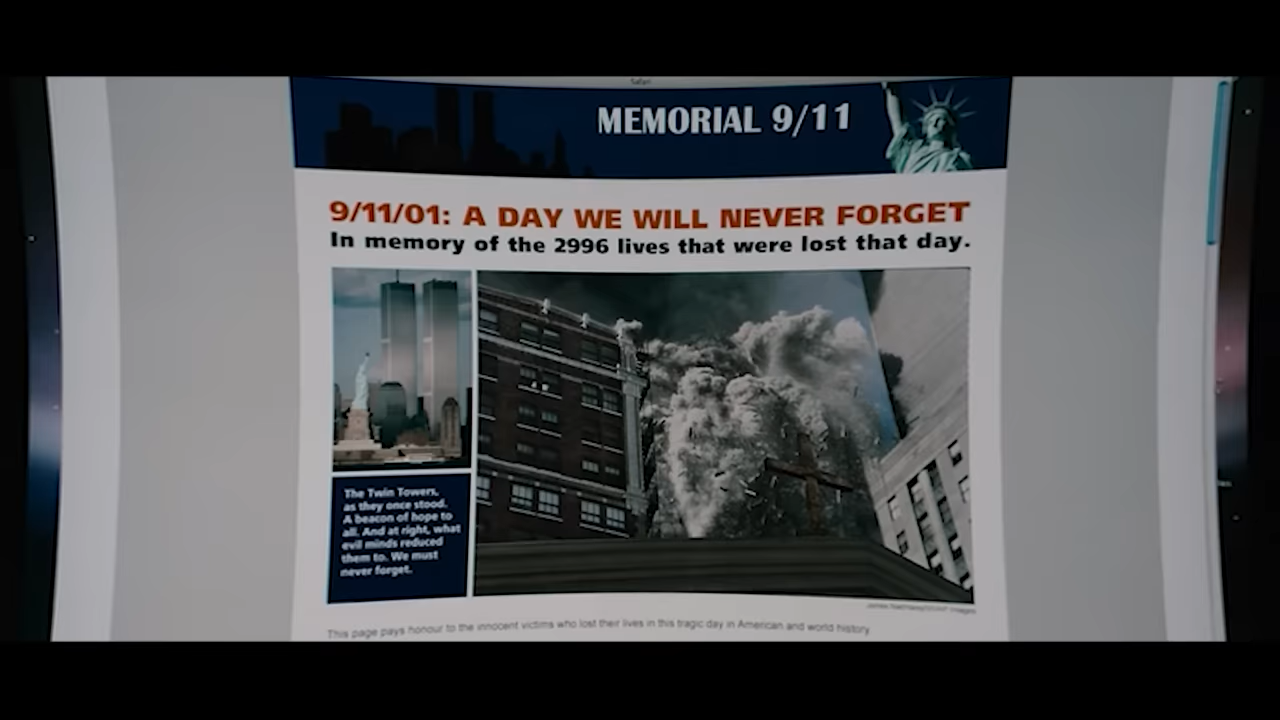 Safari
MEMORIAL 9/11
9/11/01: A DAY WE WILL NEVER FORGET
In memory of the 2996 lives that were lost that day.
The Twin Towers,
as they once stood.
A beacon of hope to
all. And at right, what
evil minds reduced
them to. We must
never forget.
This page pays honour to the innocent victims who lost their lives in this tragic day in American and world history.